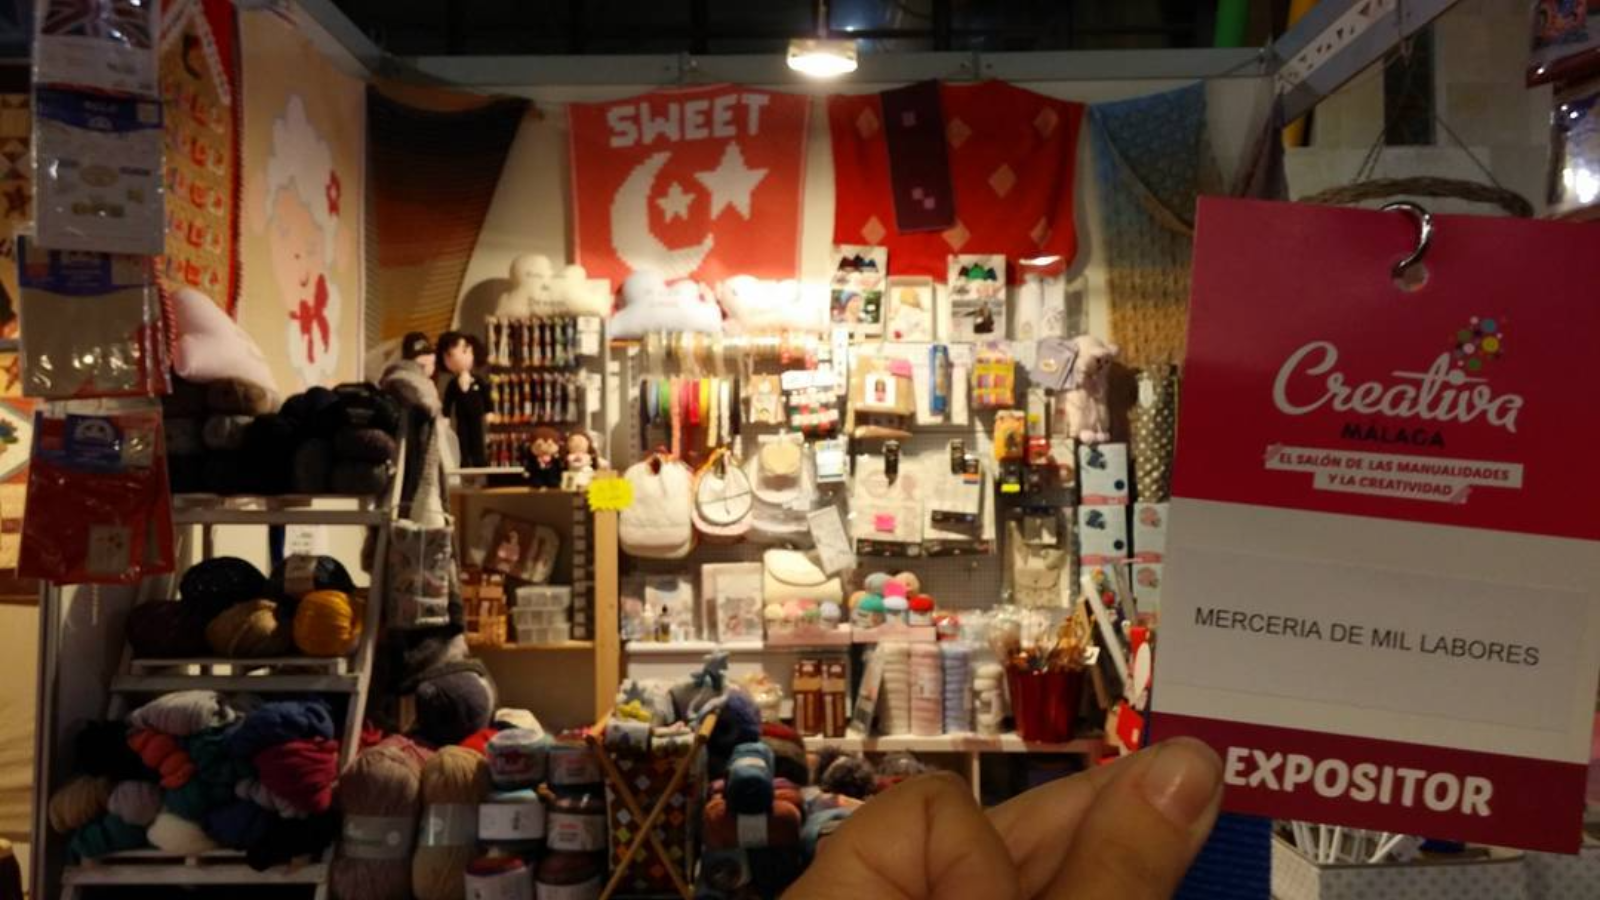 SWEET
Creativa
MÁLAGA
EL SALÓN DE LAS MANUALIDADES
Y LA CREATIVIDAD
MERCERIA DE MIL LABORES
EXPOSITOR